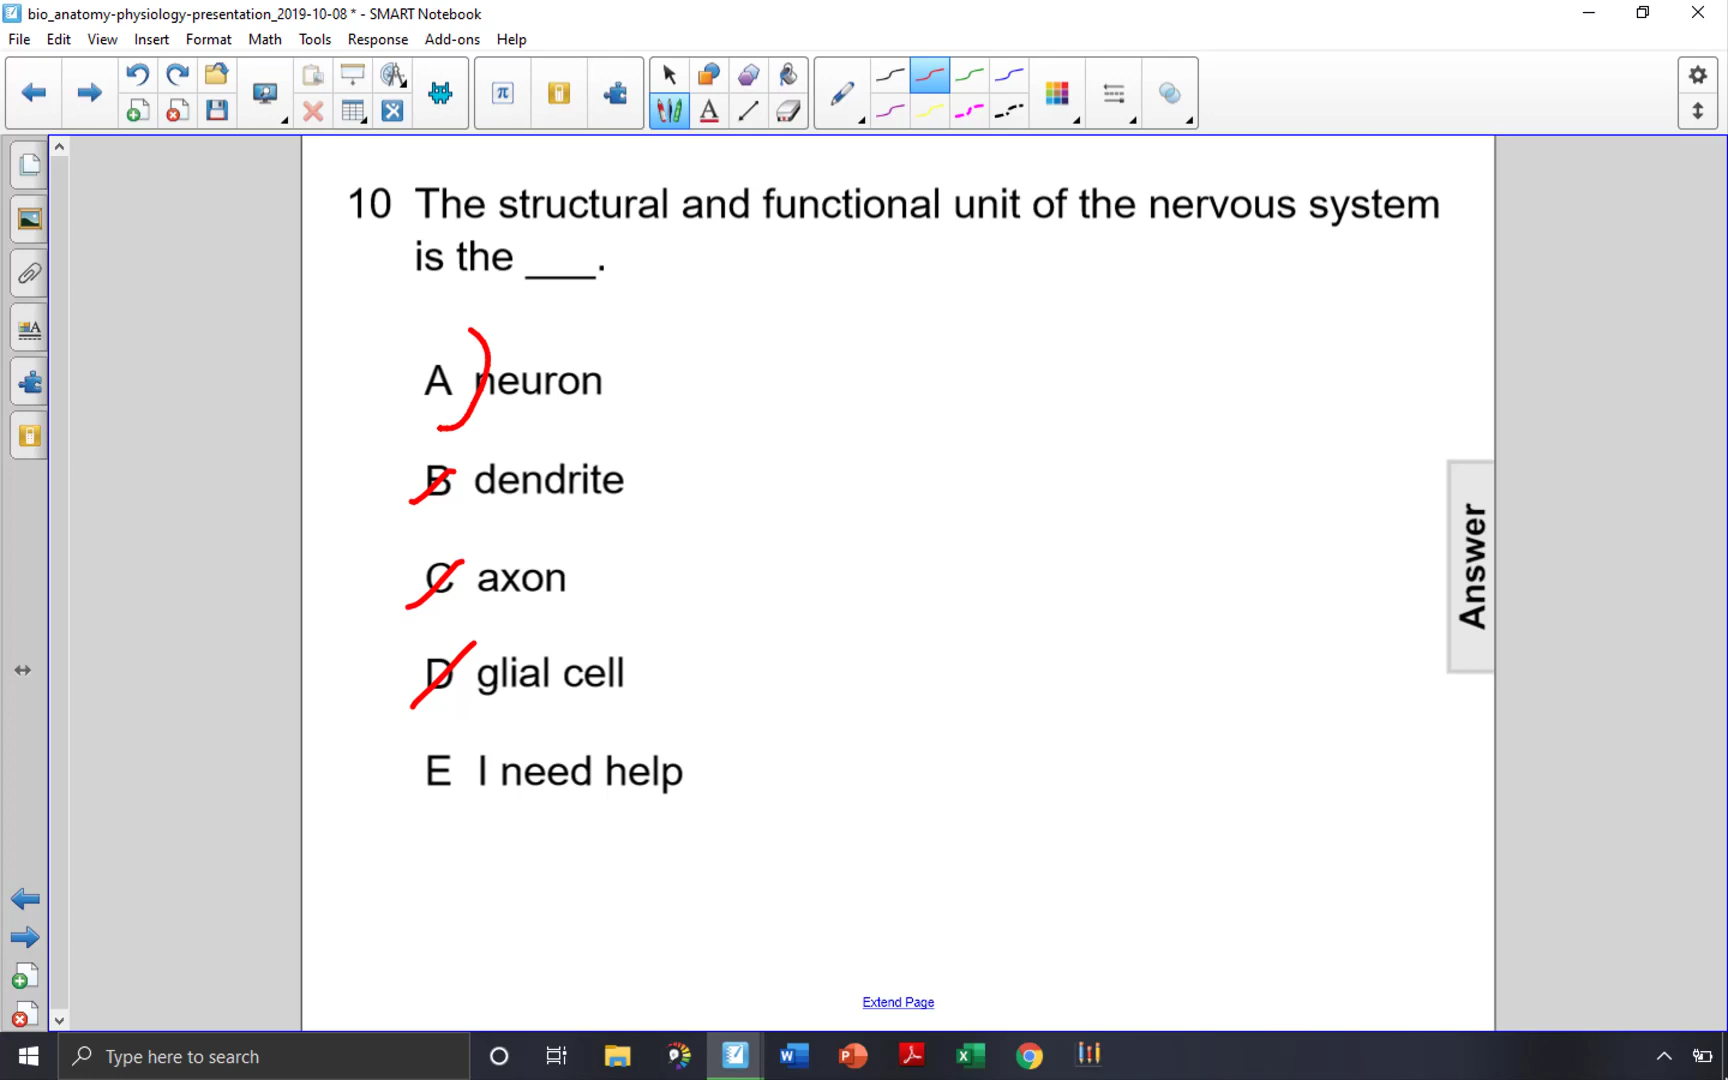 bio_anatomy-physiology-presentation_2019-10-08 * - SMART Notebook
File Edit View Insert Format Math Tools Response Add-ons Help
10 The structural and functional unit of the nervous system
is the ___.
A neuron
B dendrite
C axon
D glial cell
E I need help
Answer
Extend Page
Type here to search